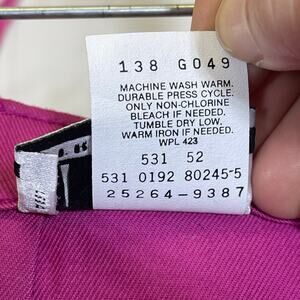 138 G049
MACHINE WASH WARM.
DURABLE PRESS CYCLE.
ONLY NON-CHLORINE
BLEACH IF NEEDED.
TUMBLE DRY LOW.
WARM IRON IF NEEDED.
WPL 423
531 52
531 0192 80245-5
25264-9387